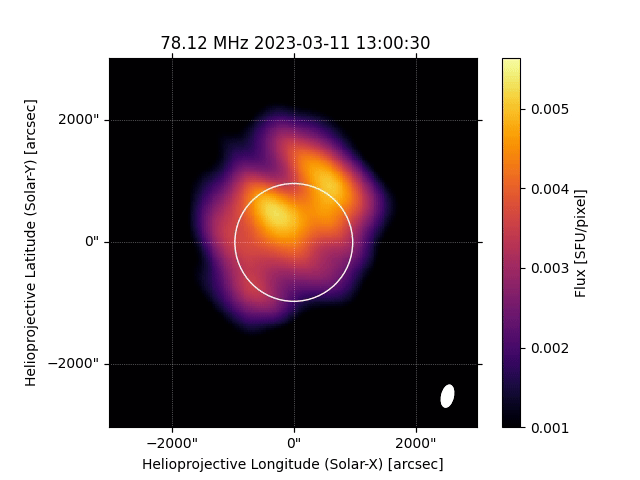 78.12 MHz 2023-03-11 13:00:30
Helioprojective Latitude (Solar-Y) [arcsec]
2000"
0"
−2000"
−2000"
0"
2000"
Helioprojective Longitude (Solar-X) [arcsec]
0.005
0.004
0.003
0.002
0.001
Flux [SFU/pixel]